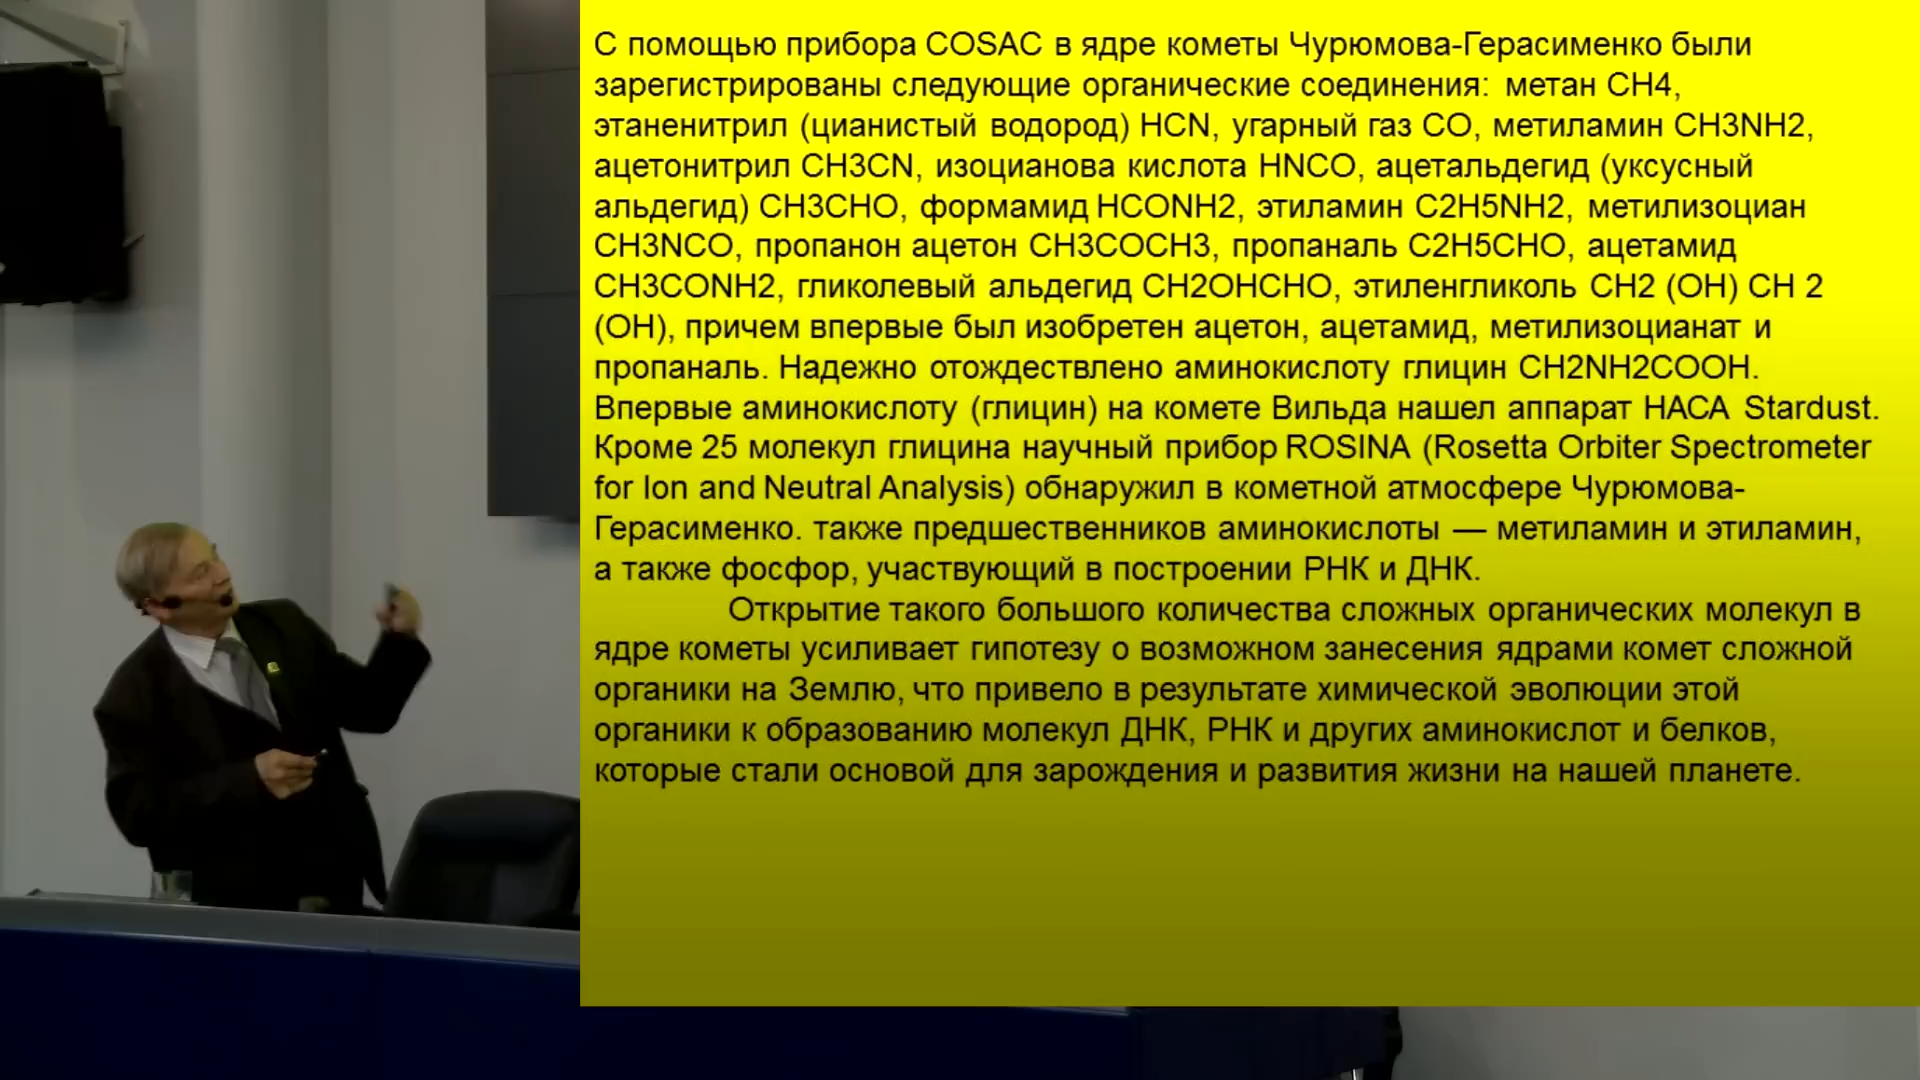 С помощью прибора COSAC в ядре кометы Чурюмова-Герасименко были
зарегистрированы следующие органические соединения: метан СН4,
этаненитрил (цианистый водород) HCN, угарный газ СО, метиламин CH3NH2,
ацетонитрил CH3CN, изоцианова кислота HNCO, ацетальдегид (уксусный
альдегид) CH3CHO, формамид HCONH2, этиламин C2H5NH2, метилизоциан
CH3NCO, пропанон ацетон CH3COCH3, пропаналь C2H5CHO, ацетамид
CH3CONH2, гликолевый альдегид CH2OHCHO, этиленгликоль СН2 (ОН) СН 2
(ОН), причем впервые был изобретен ацетон, ацетамид, метилизоцианат и
пропаналь. Надежно отождествлено аминокислоту глицин CH2NH2COOH.
Впервые аминокислоту (глицин) на комете Вильда нашел аппарат НАСА Stardust.
Кроме 25 молекул глицина научный прибор ROSINA (Rosetta Orbiter Spectrometer
for Ion and Neutral Analysis) обнаружил в кометной атмосфере Чурюмова-
Герасименко. также предшественников аминокислоты — метиламин и этиламин,
а также фосфор, участвующий в построении РНК и ДНК.
Открытие такого большого количества сложных органических молекул в
ядре кометы усиливает гипотезу о возможном занесения ядрами комет сложной
органики на Землю, что привело в результате химической эволюции этой
органики к образованию молекул ДНК, РНК и других аминокислот и белков,
которые стали основой для зарождения и развития жизни на нашей планете.